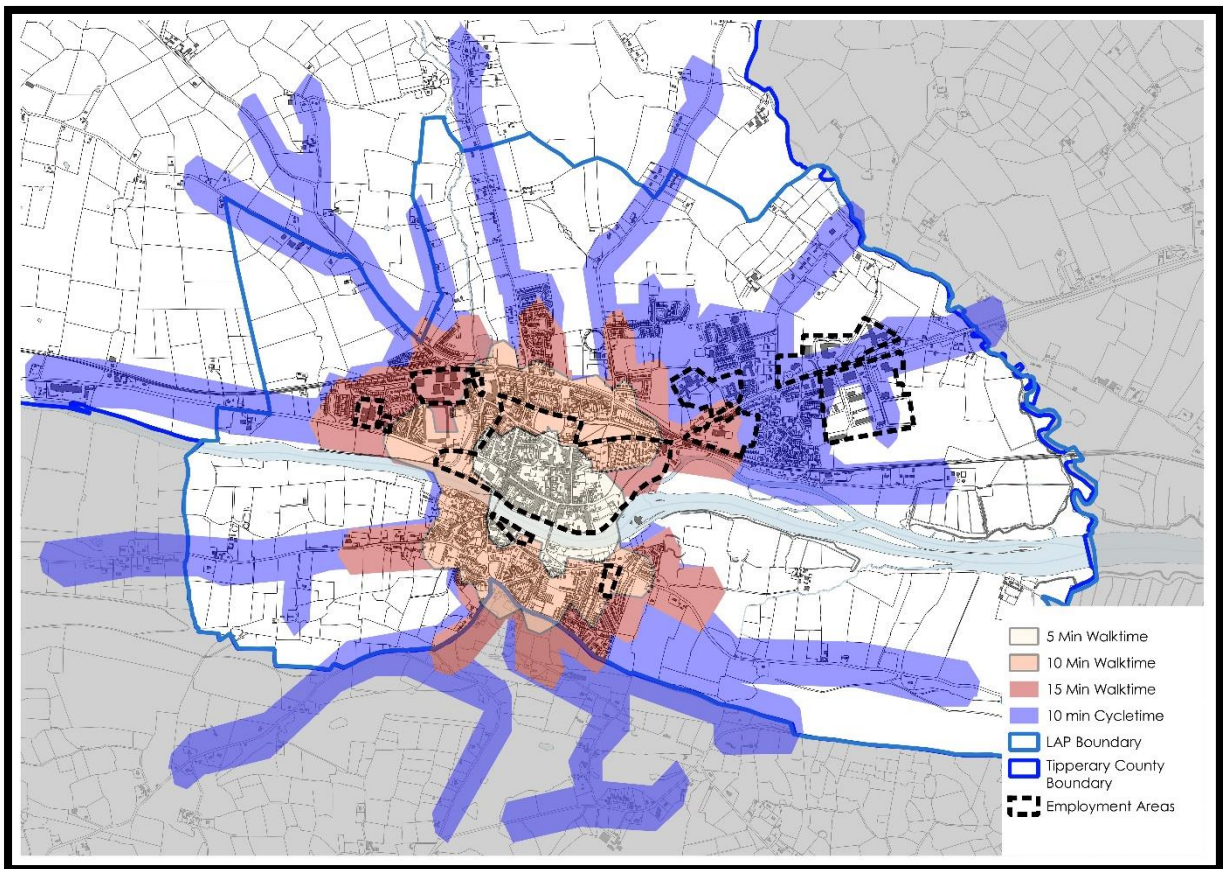 5 Min Walktime
10 Min Walktime
15 Min Walktime
10 min Cycletime
LAP Boundary
Tipperary County
Boundary
Employment Areas